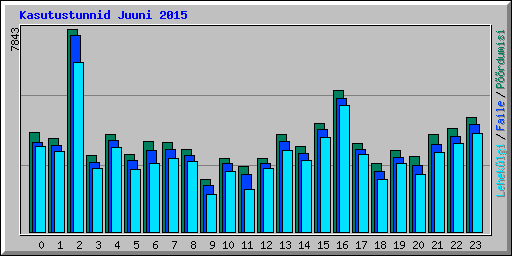 Kasutustunnid Juuni 2015
7843
Lehekülgi / Faile / Pöördumisi
0 1 2 3 4 5 6 7 8 9 10 11 12 13 14 15 16 17 18 19 20 21 22 23